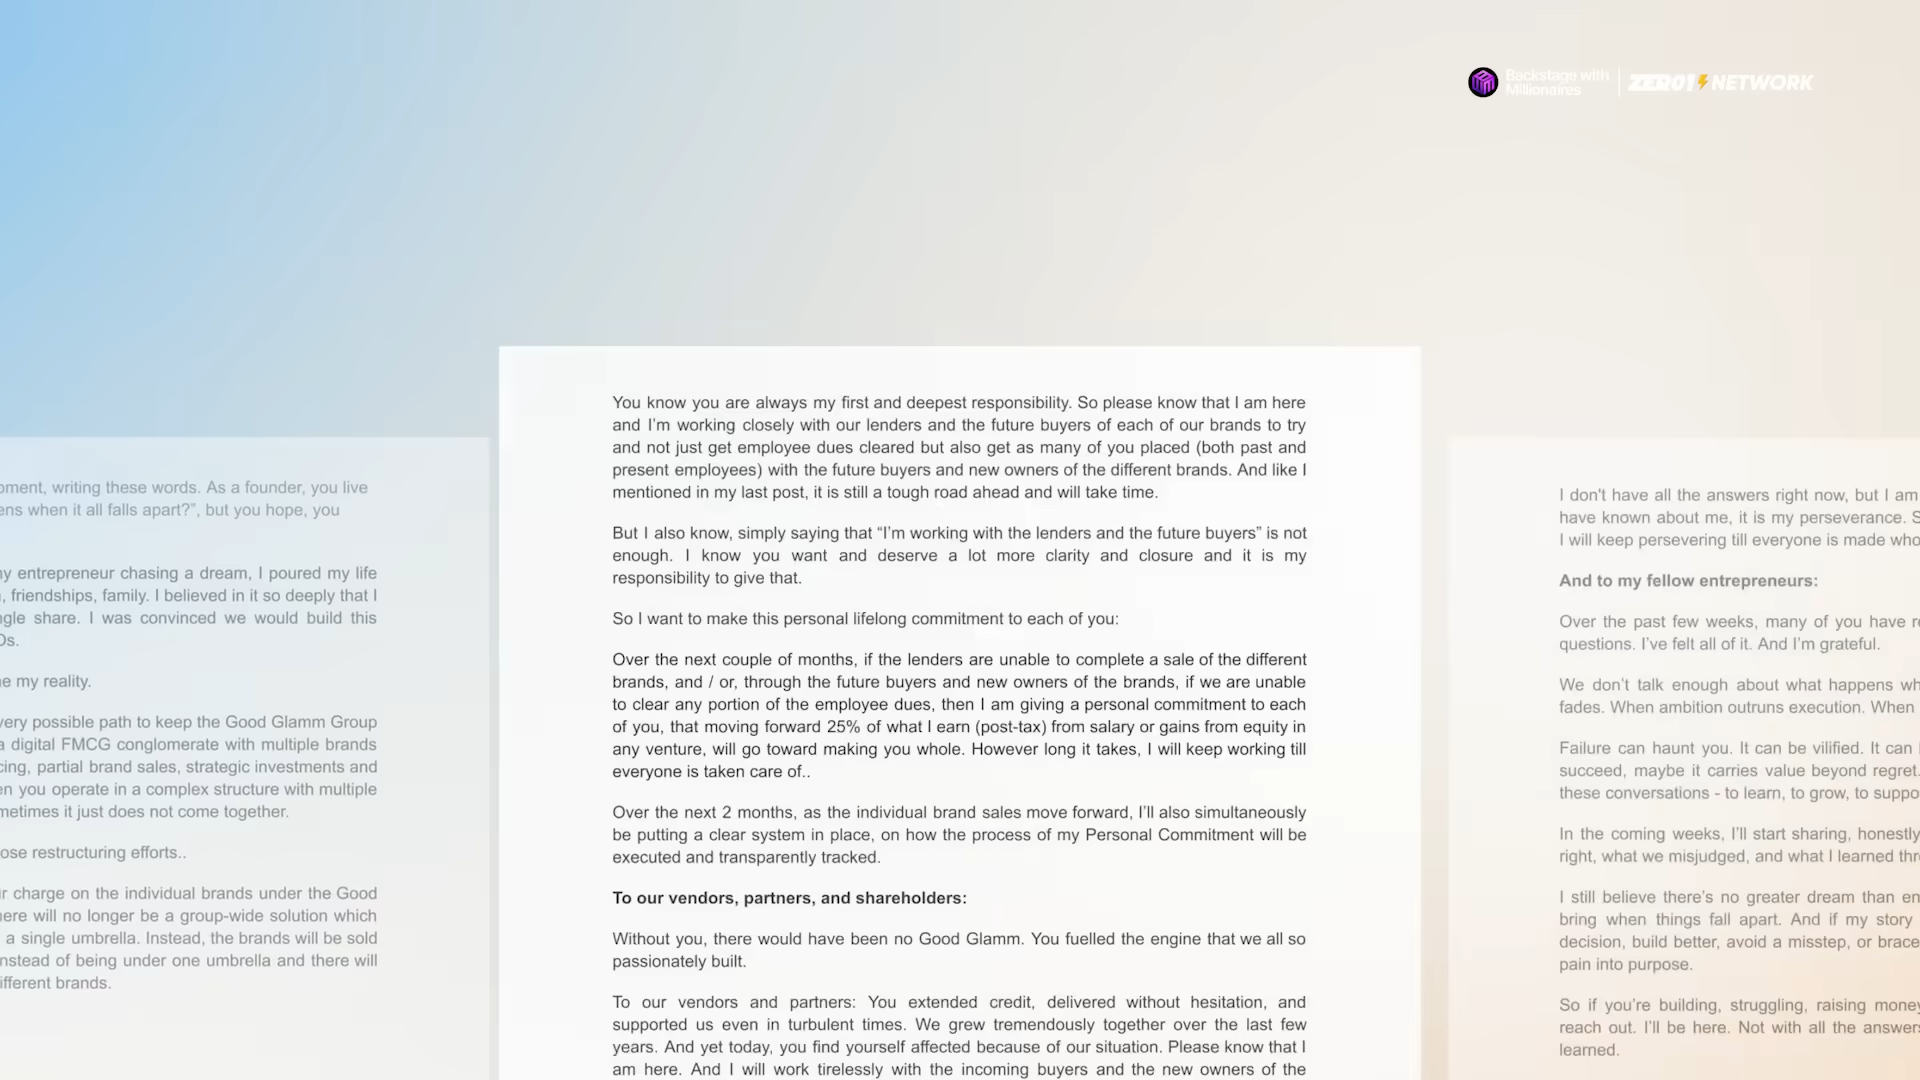 Backstage with
Millionaires
ZERO1 NETWORK
oment, writing these words. As a founder, you live
ens when it all falls apart?”, but you hope, you
ny entrepreneur chasing a dream, I poured my life
, friendships, family. I believed in it so deeply that I
ngle share. I was convinced we would build this
Os.
e my reality.
very possible path to keep the Good Glamm Group
a digital FMCG conglomerate with multiple brands
cing, partial brand sales, strategic investments and
en you operate in a complex structure with multiple
metimes it just does not come together.
ose restructuring efforts..
r charge on the individual brands under the Good
here will no longer be a group-wide solution which
a single umbrella. Instead, the brands will be sold
nstead of being under one umbrella and there will
ifferent brands.
You know you are always my first and deepest responsibility. So please know that I am here
and I’m working closely with our lenders and the future buyers of each of our brands to try
and not just get employee dues cleared but also get as many of you placed (both past and
present employees) with the future buyers and new owners of the different brands. And like I
mentioned in my last post, it is still a tough road ahead and will take time.
But I also know, simply saying that “I’m working with the lenders and the future buyers” is not
enough. I know you want and deserve a lot more clarity and closure and it is my
responsibility to give that.
So I want to make this personal lifelong commitment to each of you:
Over the next couple of months, if the lenders are unable to complete a sale of the different
brands, and / or, through the future buyers and new owners of the brands, if we are unable
to clear any portion of the employee dues, then I am giving a personal commitment to each
of you, that moving forward 25% of what I earn (post-tax) from salary or gains from equity in
any venture, will go toward making you whole. However long it takes, I will keep working till
everyone is taken care of..
Over the next 2 months, as the individual brand sales move forward, I’ll also simultaneously
be putting a clear system in place, on how the process of my Personal Commitment will be
executed and transparently tracked.
To our vendors, partners, and shareholders:
Without you, there would have been no Good Glamm. You fuelled the engine that we all so
passionately built.
To our vendors and partners: You extended credit, delivered without hesitation, and
supported us even in turbulent times. We grew tremendously together over the last few
years. And yet today, you find yourself affected because of our situation. Please know that I
am here. And I will work tirelessly with the incoming buyers and the new owners of the
I don't have all the answers right now, but I am
have known about me, it is my perseverance. S
I will keep persevering till everyone is made who
And to my fellow entrepreneurs:
Over the past few weeks, many of you have re
questions. I’ve felt all of it. And I’m grateful.
We don’t talk enough about what happens wh
fades. When ambition outruns execution. When
Failure can haunt you. It can be vilified. It can
succeed, maybe it carries value beyond regret.
these conversations - to learn, to grow, to suppo
In the coming weeks, I’ll start sharing, honestly
right, what we misjudged, and what I learned thr
I still believe there’s no greater dream than en
bring when things fall apart. And if my story
decision, build better, avoid a misstep, or brace
pain into purpose.
So if you’re building, struggling, raising money
reach out. I’ll be here. Not with all the answers
learned.